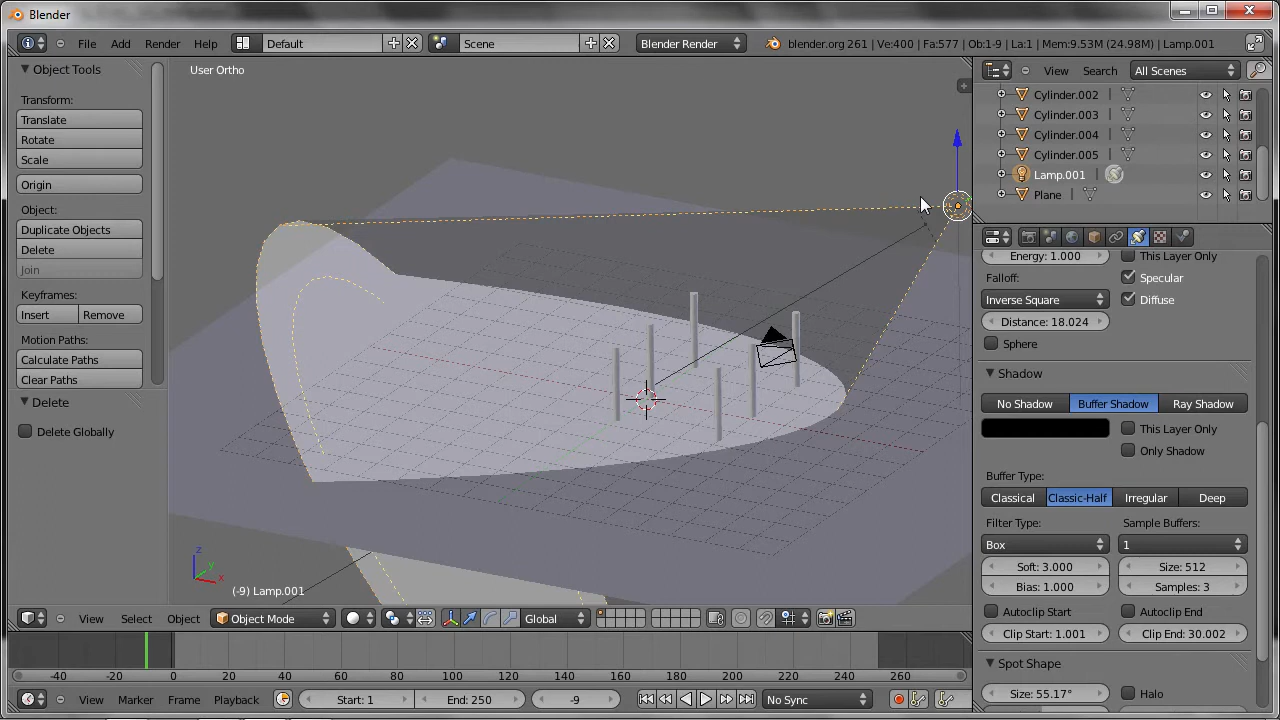 Blender
File Add Render Help Default Scene Blender Render blender.org 261 | Ve:400 | Fa:577 | Ob:1-9 | La:1 | Mem:9.53M (24.98M) | Lamp.001
Object Tools
Transform:
Translate
Rotate
Scale
Origin
Object:
Duplicate Objects
Delete
Join
Keyframes:
Insert Remove
Motion Paths:
Calculate Paths
Clear Paths
Delete
Delete Globally
User Ortho
z
y
x
(-9) Lamp.001
View Select Object Object Mode Global
-40 -20 0 20 40 60 80 100 120 140 160 180 200 220 240 260
View Marker Frame Playback Start: 1 End: 250 -9 No Sync
View Search All Scenes
Cylinder.002
Cylinder.003
Cylinder.004
Cylinder.005
Lamp.001
Plane
Energy: 1.000 This Layer Only
Falloff: Specular
Inverse Square Diffuse
Distance: 18.024
Sphere
Shadow
No Shadow Buffer Shadow Ray Shadow
This Layer Only
Only Shadow
Buffer Type:
Classical Classic-Half Irregular Deep
Filter Type: Sample Buffers:
Box 1
Soft: 3.000 Size: 512
Bias: 1.000 Samples: 3
Autoclip Start Autoclip End
Clip Start: 1.001 Clip End: 30.002
Spot Shape
Size: 55.17° Halo